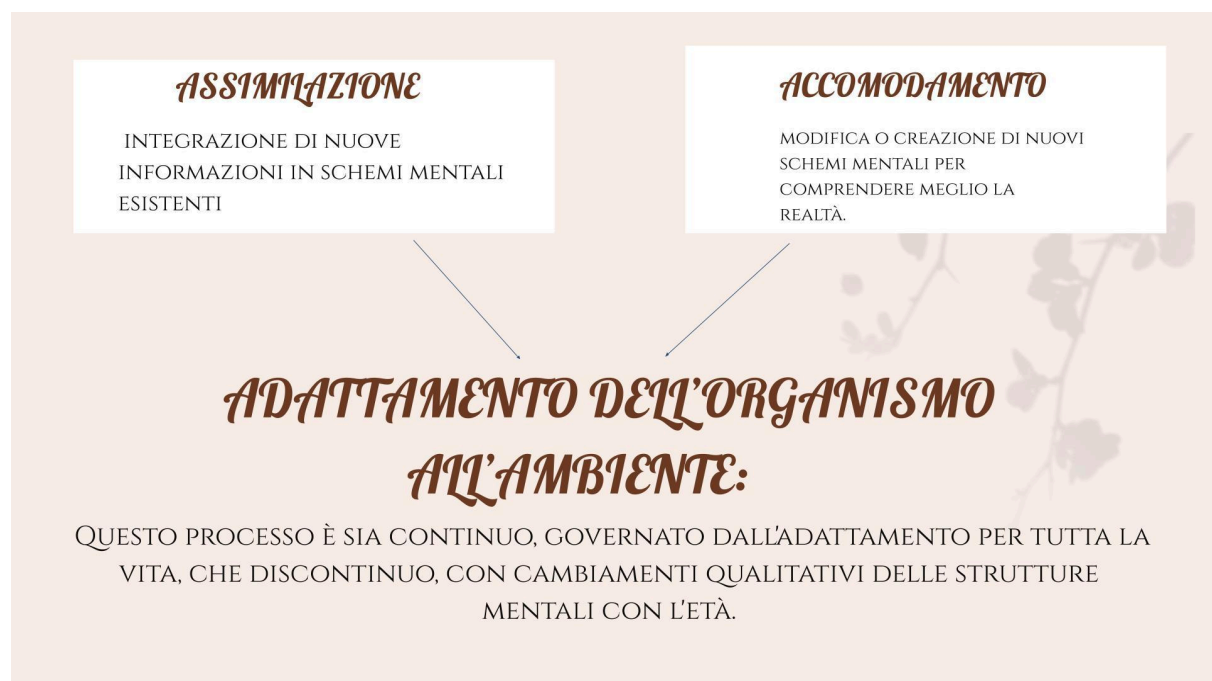 ASSIMILAZIONE
INTEGRAZIONE DI NUOVE
INFORMAZIONI IN SCHEMI MENTALI
ESISTENTI
ACCOMODAMENTO
MODIFICA O CREAZIONE DI NUOVI
SCHEMI MENTALI PER
COMPRENDERE MEGLIO LA
REALTÀ.
ADATTAMENTO DELL'ORGANISMO
ALL'AMBIENTE:
QUESTO PROCESSO È SIA CONTINUO, GOVERNATO DALL'ADATTAMENTO PER TUTTA LA
VITA, CHE DISCONTINUO, CON CAMBIAMENTI QUALITATIVI DELLE STRUTTURE
MENTALI CON L'ETÀ.